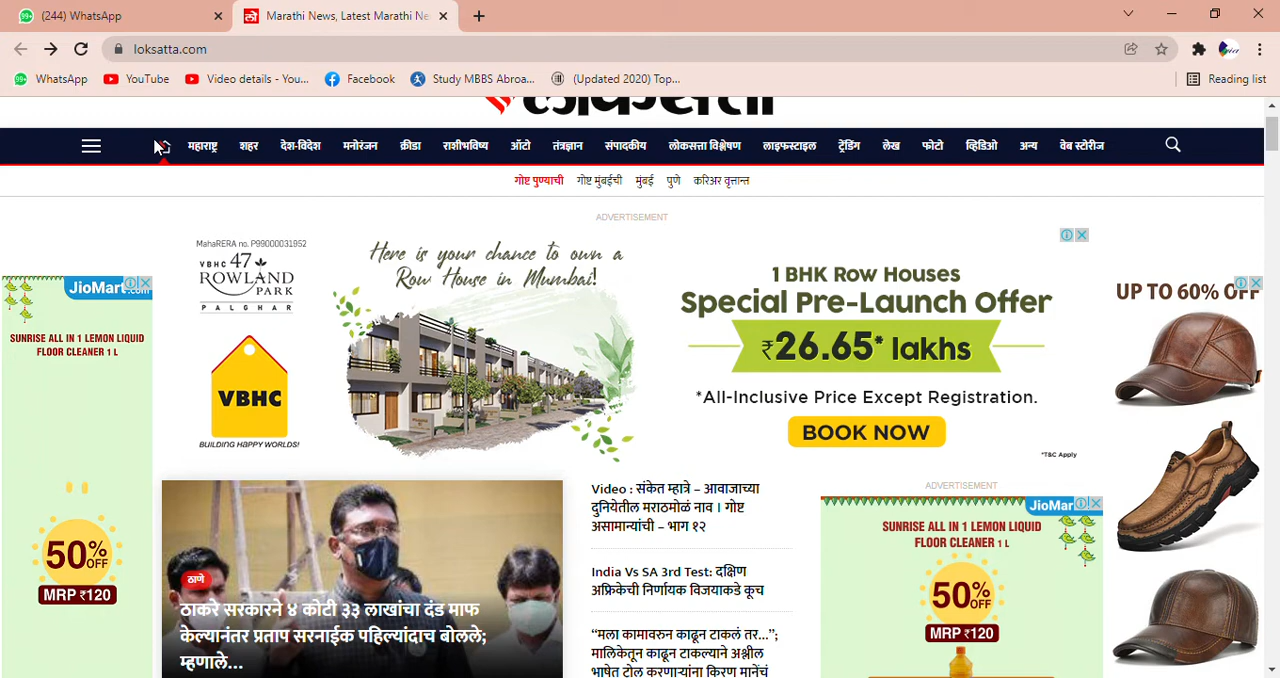 (244) WhatsApp
Marathi News, Latest Marathi Ne
loksatta.com
WhatsApp
YouTube
Video details - You...
Facebook
Study MBBS Abroa...
(Updated 2020) Top...
Reading list
लोकसत्ता
महाराष्ट्र शहर देश-विदेश मनोरंजन क्रीडा राशीभविष्य ऑटो तंत्रज्ञान संपादकीय लोकसत्ता विश्लेषण लाइफस्टाइल ट्रेंडिंग लेख फोटो व्हिडिओ अन्य वेब स्टोरीज
गोष्ट पुण्याची गोष्ट मुंबईची मुंबई पुणे करिअर वृत्तान्त
ADVERTISEMENT
MahaRERA no. P99000031952
VBHC 47
ROWLAND
PARK
PALGHAR
VBHC
BUILDING HAPPY WORLDS!
Here is your chance to own a
Row House in Mumbai!
1 BHK Row Houses
Special Pre-Launch Offer
₹26.65* lakhs
*All-Inclusive Price Except Registration.
BOOK NOW
*T&C Apply
JioMart.com
SUNRISE ALL IN 1 LEMON LIQUID
FLOOR CLEANER 1 L
50%
OFF
MRP ₹120
UP TO 60% OFF
ठाणे
ठाकरे सरकारने ४ कोटी ३३ लाखांचा दंड माफ
केल्यानंतर प्रताप सरनाईक पहिल्यांदाच बोलले;
म्हणाले...
Video : संकेत म्हात्रे – आवाजाच्या
दुनियेतील मराठमोळं नाव । गोष्ट
असामान्यांची – भाग १२
India Vs SA 3rd Test: दक्षिण
अफ्रिकेची निर्णायक विजयाकडे कूच
“मला कामावरुन काढून टाकलं तर...”;
मालिकेतून काढून टाकल्याने अश्लील
भाषेत टोल करणाऱ्यांना किरण मानेंचं
ADVERTISEMENT
JioMar
SUNRISE ALL IN 1 LEMON LIQUID
FLOOR CLEANER 1 L
50%
OFF
MRP ₹120